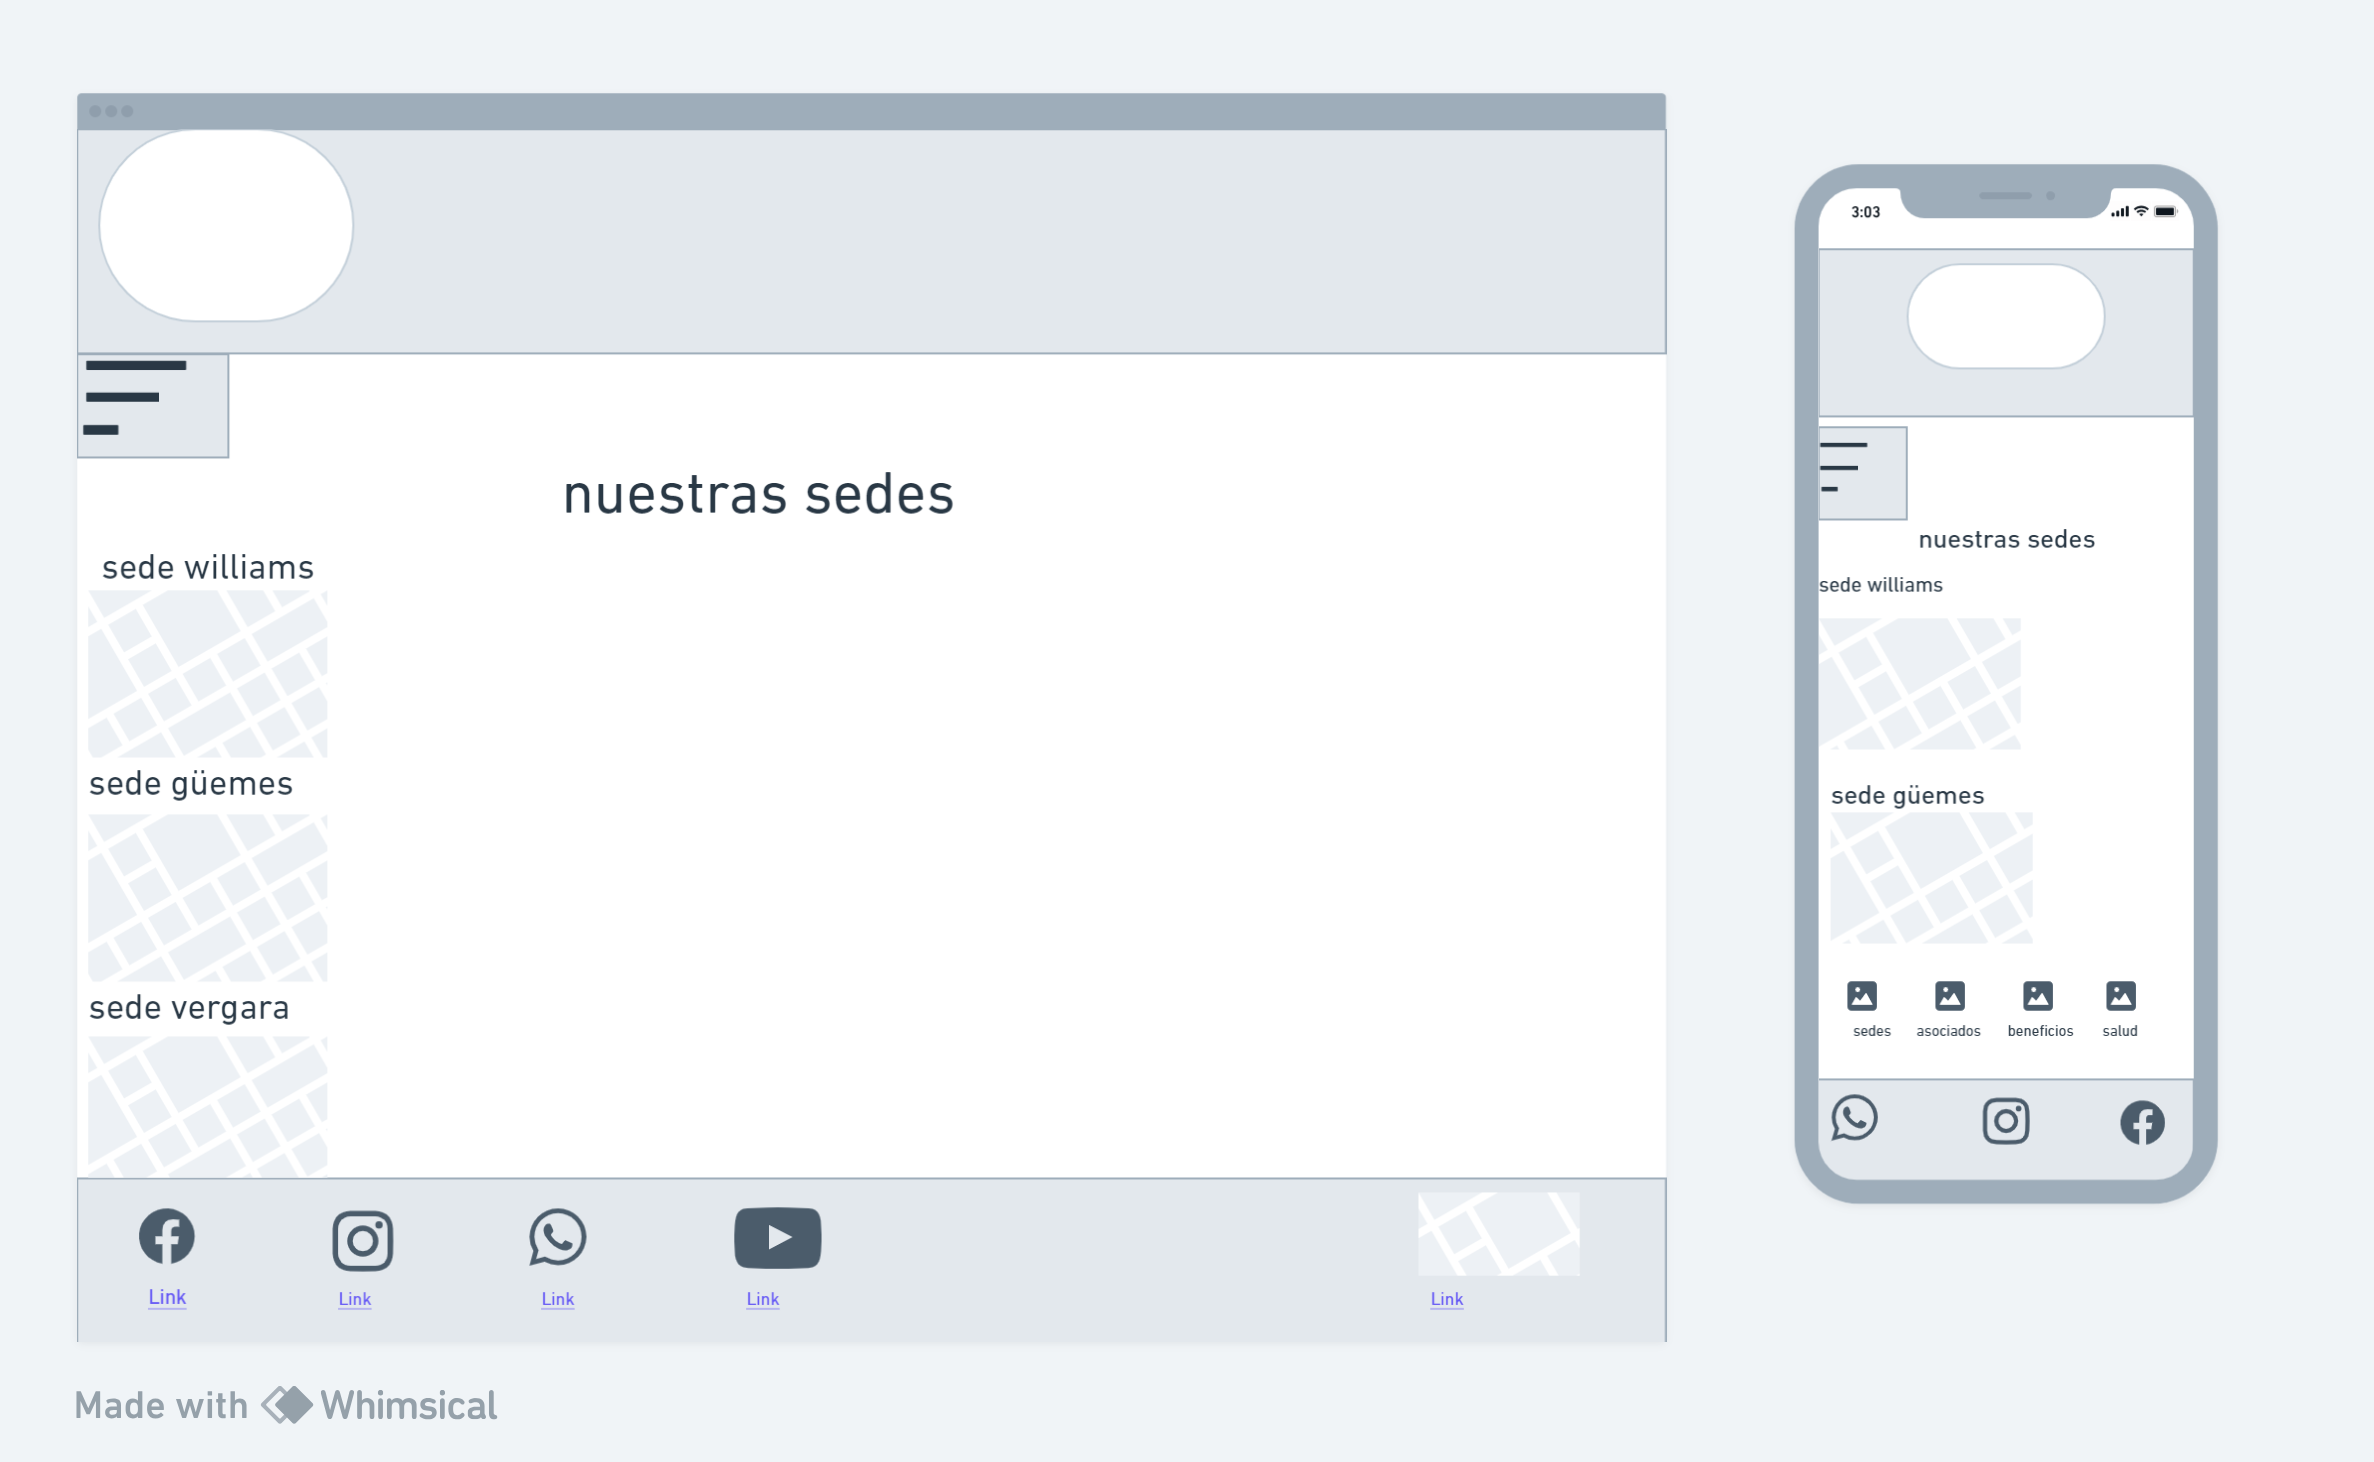 nuestras sedes
sede williams
sede güemes
sede vergara
Link
Link
Link
Link
Link
3:03
nuestras sedes
sede williams
sede güemes
sedes
asociados
beneficios
salud
Made with Whimsical